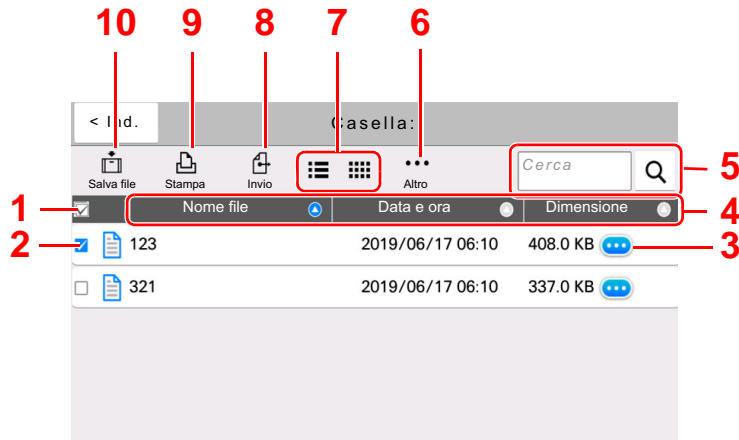 10 9 8 7 6
< Ind. Casella:
Salva file Stampa Invio Altro Cerca 5
1 Nome file Data e ora Dimensione 4
2 123 2019/06/17 06:10 408.0 KB 3
321 2019/06/17 06:10 337.0 KB